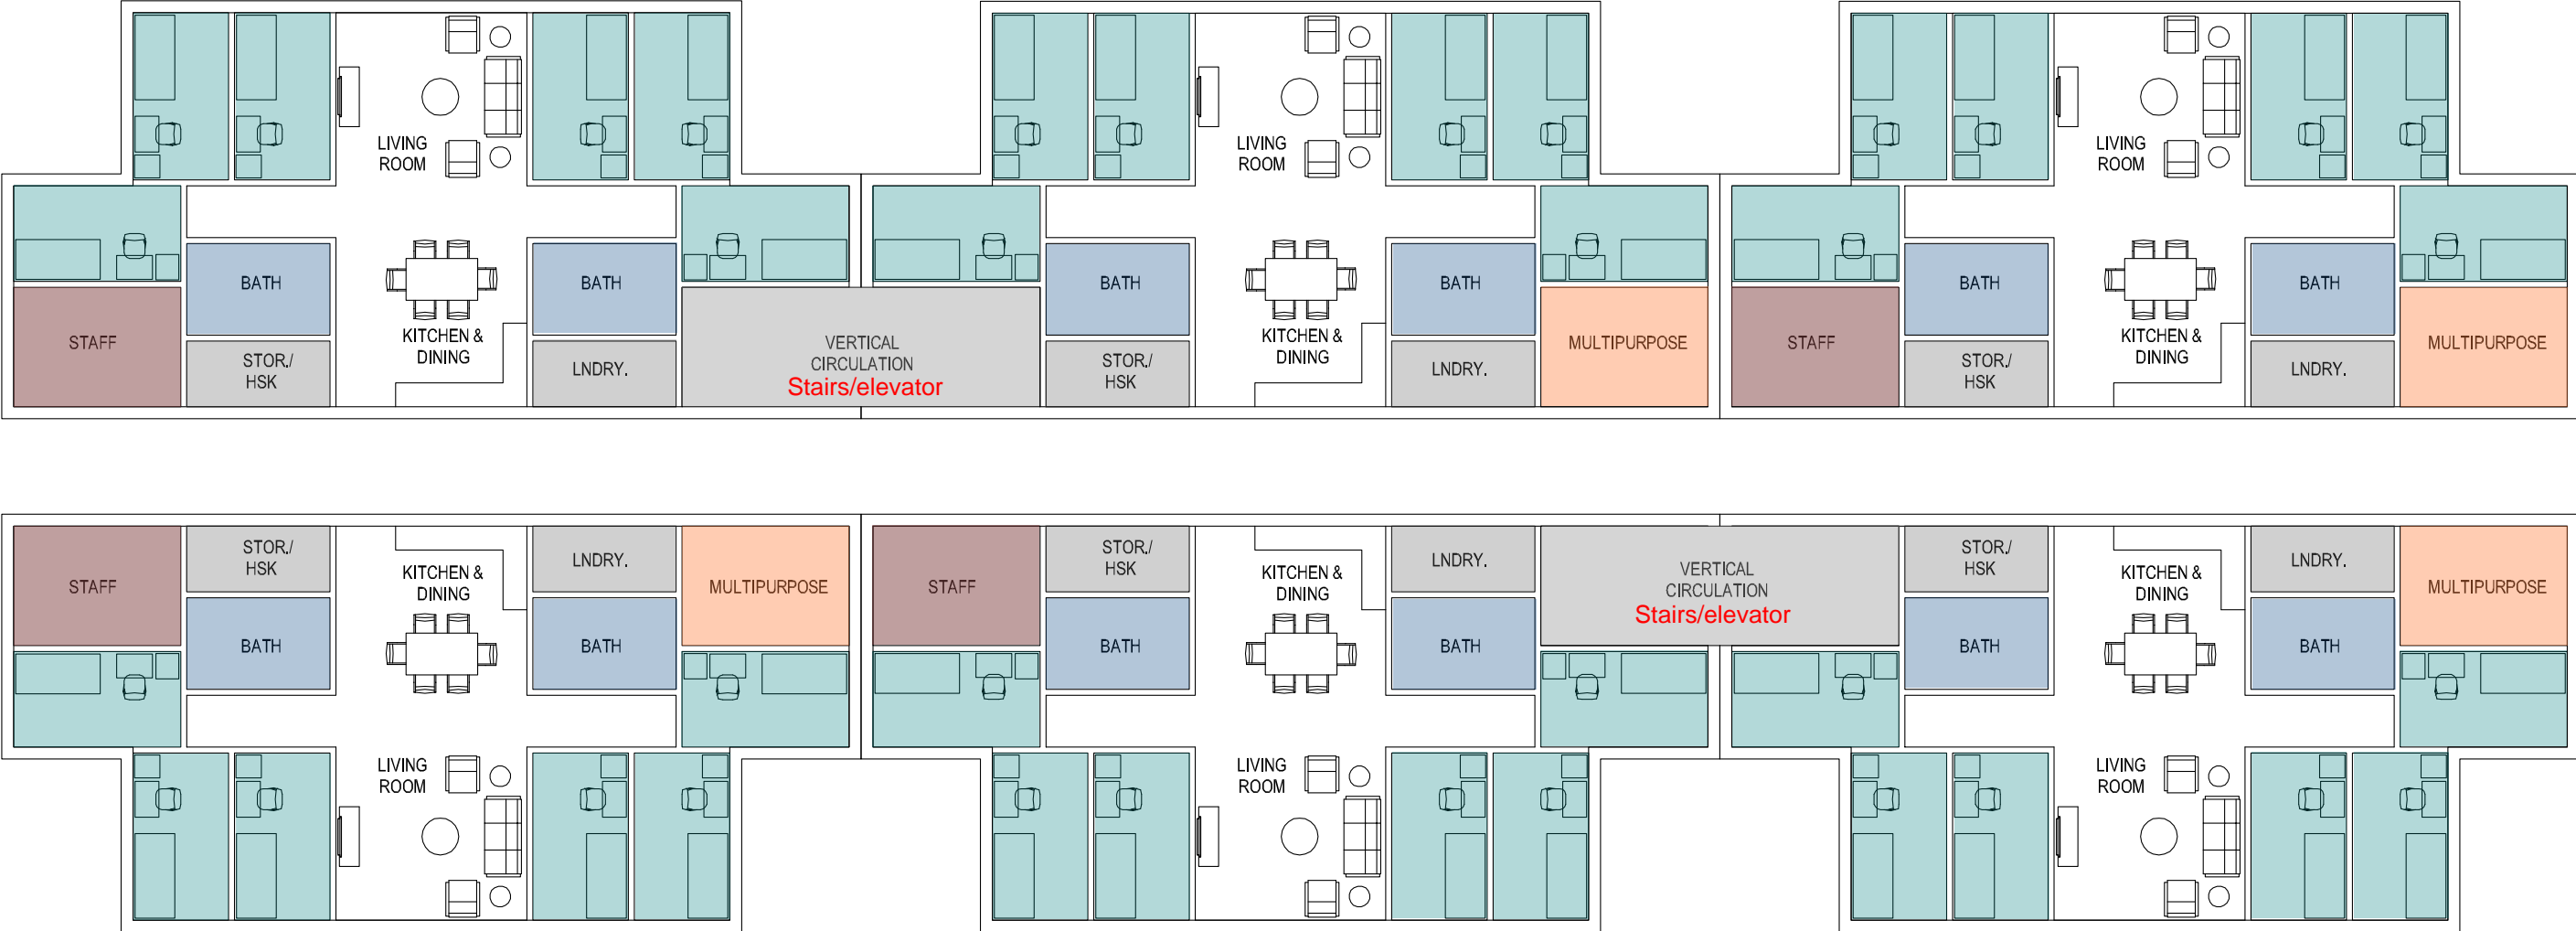 LIVING
ROOM
LIVING
ROOM
LIVING
ROOM
BATH
BATH
BATH
BATH
BATH
BATH
STAFF
STOR./
HSK
KITCHEN &
DINING
LNDRY.
VERTICAL
CIRCULATION
Stairs/elevator
STOR./
HSK
KITCHEN &
DINING
LNDRY.
MULTIPURPOSE
STAFF
STOR./
HSK
KITCHEN &
DINING
LNDRY.
MULTIPURPOSE
STAFF
STOR./
HSK
KITCHEN &
DINING
LNDRY.
MULTIPURPOSE
STAFF
STOR./
HSK
KITCHEN &
DINING
LNDRY.
VERTICAL
CIRCULATION
Stairs/elevator
STOR./
HSK
KITCHEN &
DINING
LNDRY.
MULTIPURPOSE
BATH
BATH
BATH
BATH
BATH
BATH
LIVING
ROOM
LIVING
ROOM
LIVING
ROOM